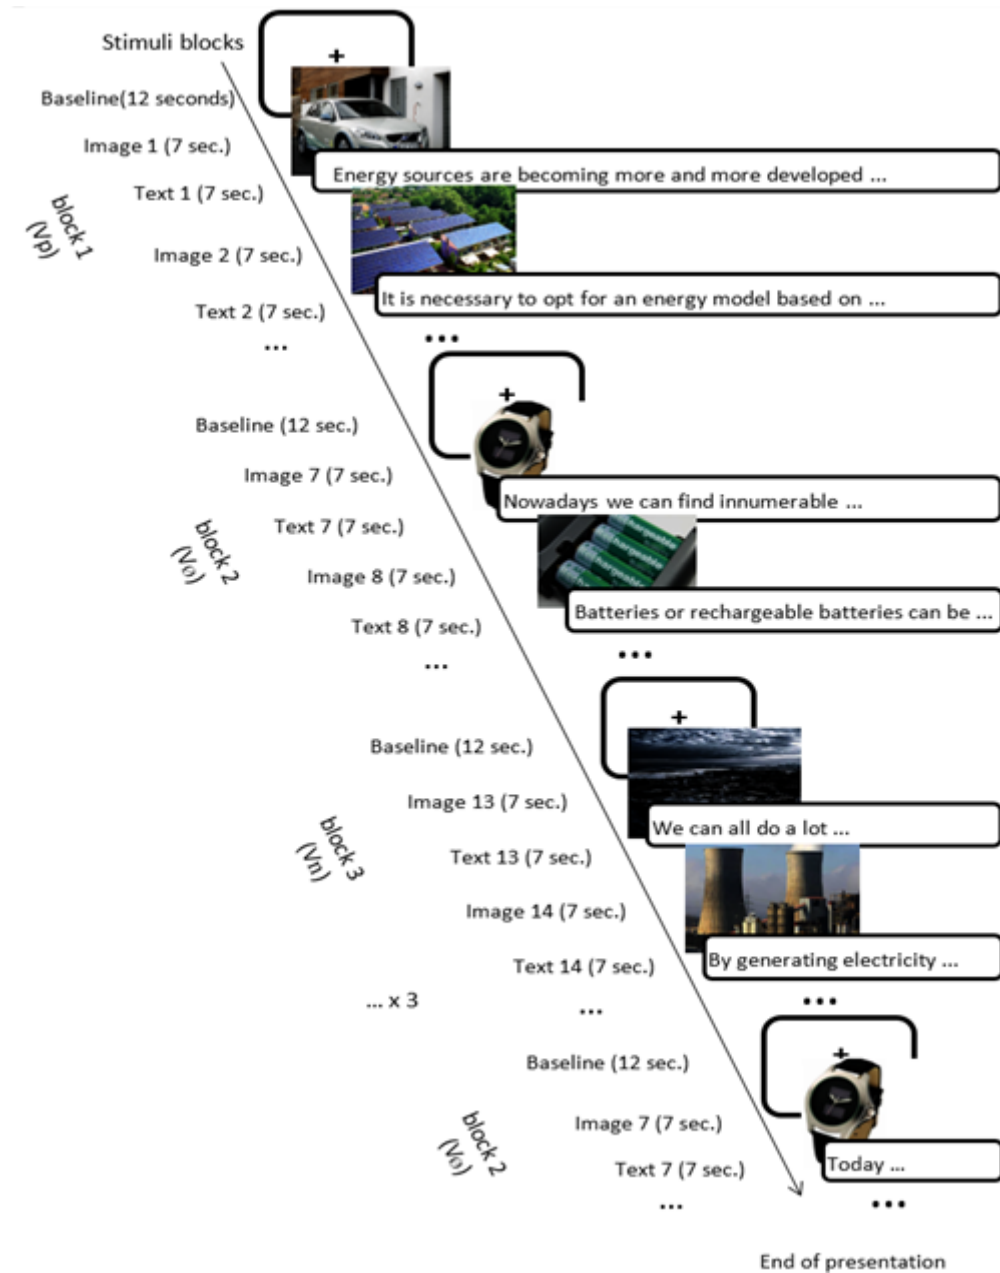 Stimuli blocks
+
Baseline(12 seconds)
Image 1 (7 sec.)
Energy sources are becoming more and more developed ...
Text 1 (7 sec.)
block 1
(Vp)
Image 2 (7 sec.)
It is necessary to opt for an energy model based on ...
Text 2 (7 sec.)
...
...
+
Baseline (12 sec.)
Image 7 (7 sec.)
Nowadays we can find innumerable ...
Text 7 (7 sec.)
block 2
(Vø)
chargeable
chargeable
chargeable
Image 8 (7 sec.)
Batteries or rechargeable batteries can be ...
Text 8 (7 sec.)
...
...
+
Baseline (12 sec.)
Image 13 (7 sec.)
We can all do a lot ...
block 3
(Vn)
Text 13 (7 sec.)
Image 14 (7 sec.)
By generating electricity ...
Text 14 (7 sec.)
... x 3
...
...
+
Baseline (12 sec.)
Image 7 (7 sec.)
block 2
(Vø)
Today ...
Text 7 (7 sec.)
...
...
End of presentation